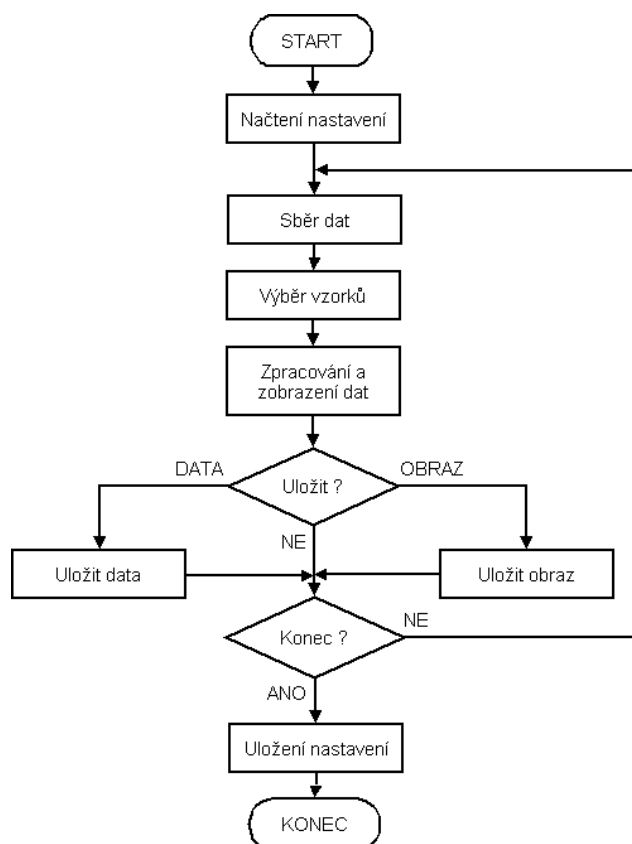 START
Načtení nastavení
Sběr dat
Výběr vzorků
Zpracování a
zobrazení dat
DATA
OBRAZ
Uložit ?
NE
Uložit data
Uložit obraz
Konec ?
NE
ANO
Uložení nastavení
KONEC